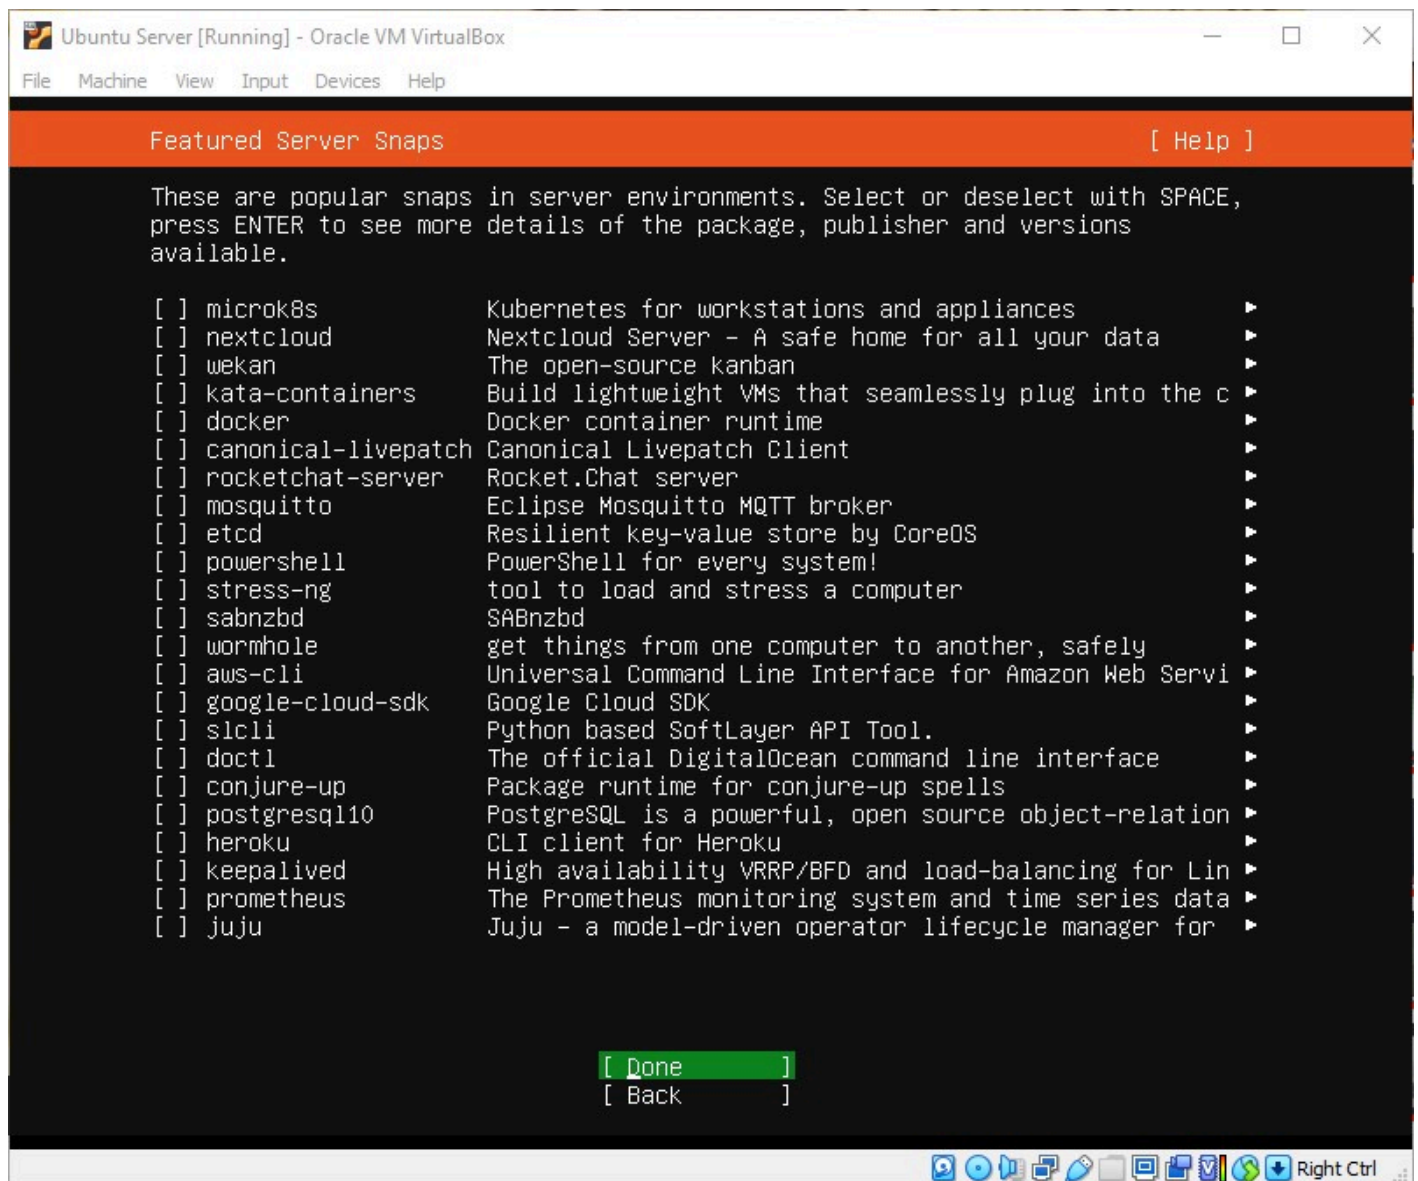 Ubuntu Server [Running] - Oracle VM VirtualBox
File Machine View Input Devices Help
Featured Server Snaps [ Help ]
These are popular snaps in server environments. Select or deselect with SPACE,
press ENTER to see more details of the package, publisher and versions
available.
[ ] microk8s Kubernetes for workstations and appliances ►
[ ] nextcloud Nextcloud Server - A safe home for all your data ►
[ ] wekan The open-source kanban ►
[ ] kata-containers Build lightweight VMs that seamlessly plug into the c ►
[ ] docker Docker container runtime ►
[ ] canonical-livepatch Canonical Livepatch Client ►
[ ] rocketchat-server Rocket.Chat server ►
[ ] mosquitto Eclipse Mosquitto MQTT broker ►
[ ] etcd Resilient key-value store by CoreOS ►
[ ] powershell PowerShell for every system! ►
[ ] stress-ng tool to load and stress a computer ►
[ ] sabnzbd SABnzbd ►
[ ] wormhole get things from one computer to another, safely ►
[ ] aws-cli Universal Command Line Interface for Amazon Web Servi ►
[ ] google-cloud-sdk Google Cloud SDK ►
[ ] slcli Python based SoftLayer API Tool. ►
[ ] doctl The official DigitalOcean command line interface ►
[ ] conjure-up Package runtime for conjure-up spells ►
[ ] postgresql10 PostgreSQL is a powerful, open source object-relation ►
[ ] heroku CLI client for Heroku ►
[ ] keepalived High availability VRRP/BFD and load-balancing for Lin ►
[ ] prometheus The Prometheus monitoring system and time series data ►
[ ] juju Juju - a model-driven operator lifecycle manager for ►
[ Done ]
[ Back ]
Right Ctrl